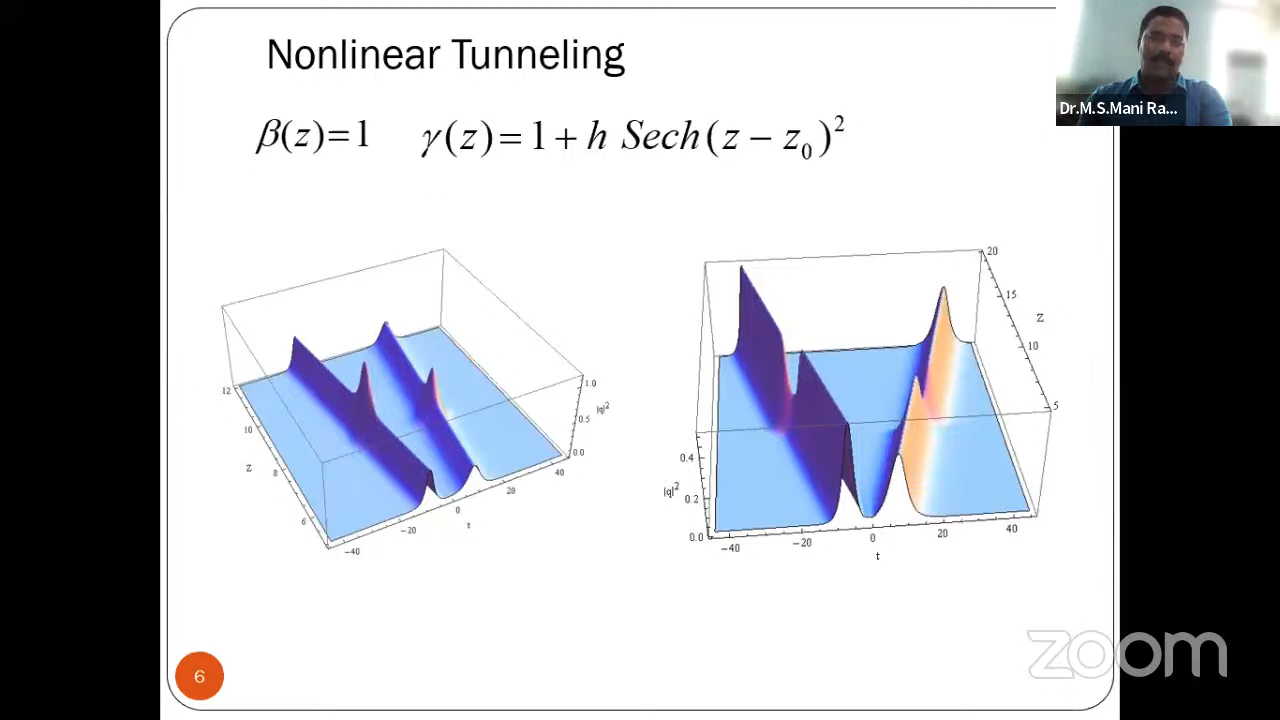 Nonlinear Tunneling
Dr.M.S.Mani Ra...
β(z)=1 γ(z)=1+h Sech(z−z₀)²
12
10
8
6
z
−40
−20
0
20
40
t
1.0
0.5
0.0
|q|²
20
15
10
5
z
0.4
0.2
0.0
|q|²
−40
−20
0
20
40
t
6
zoom